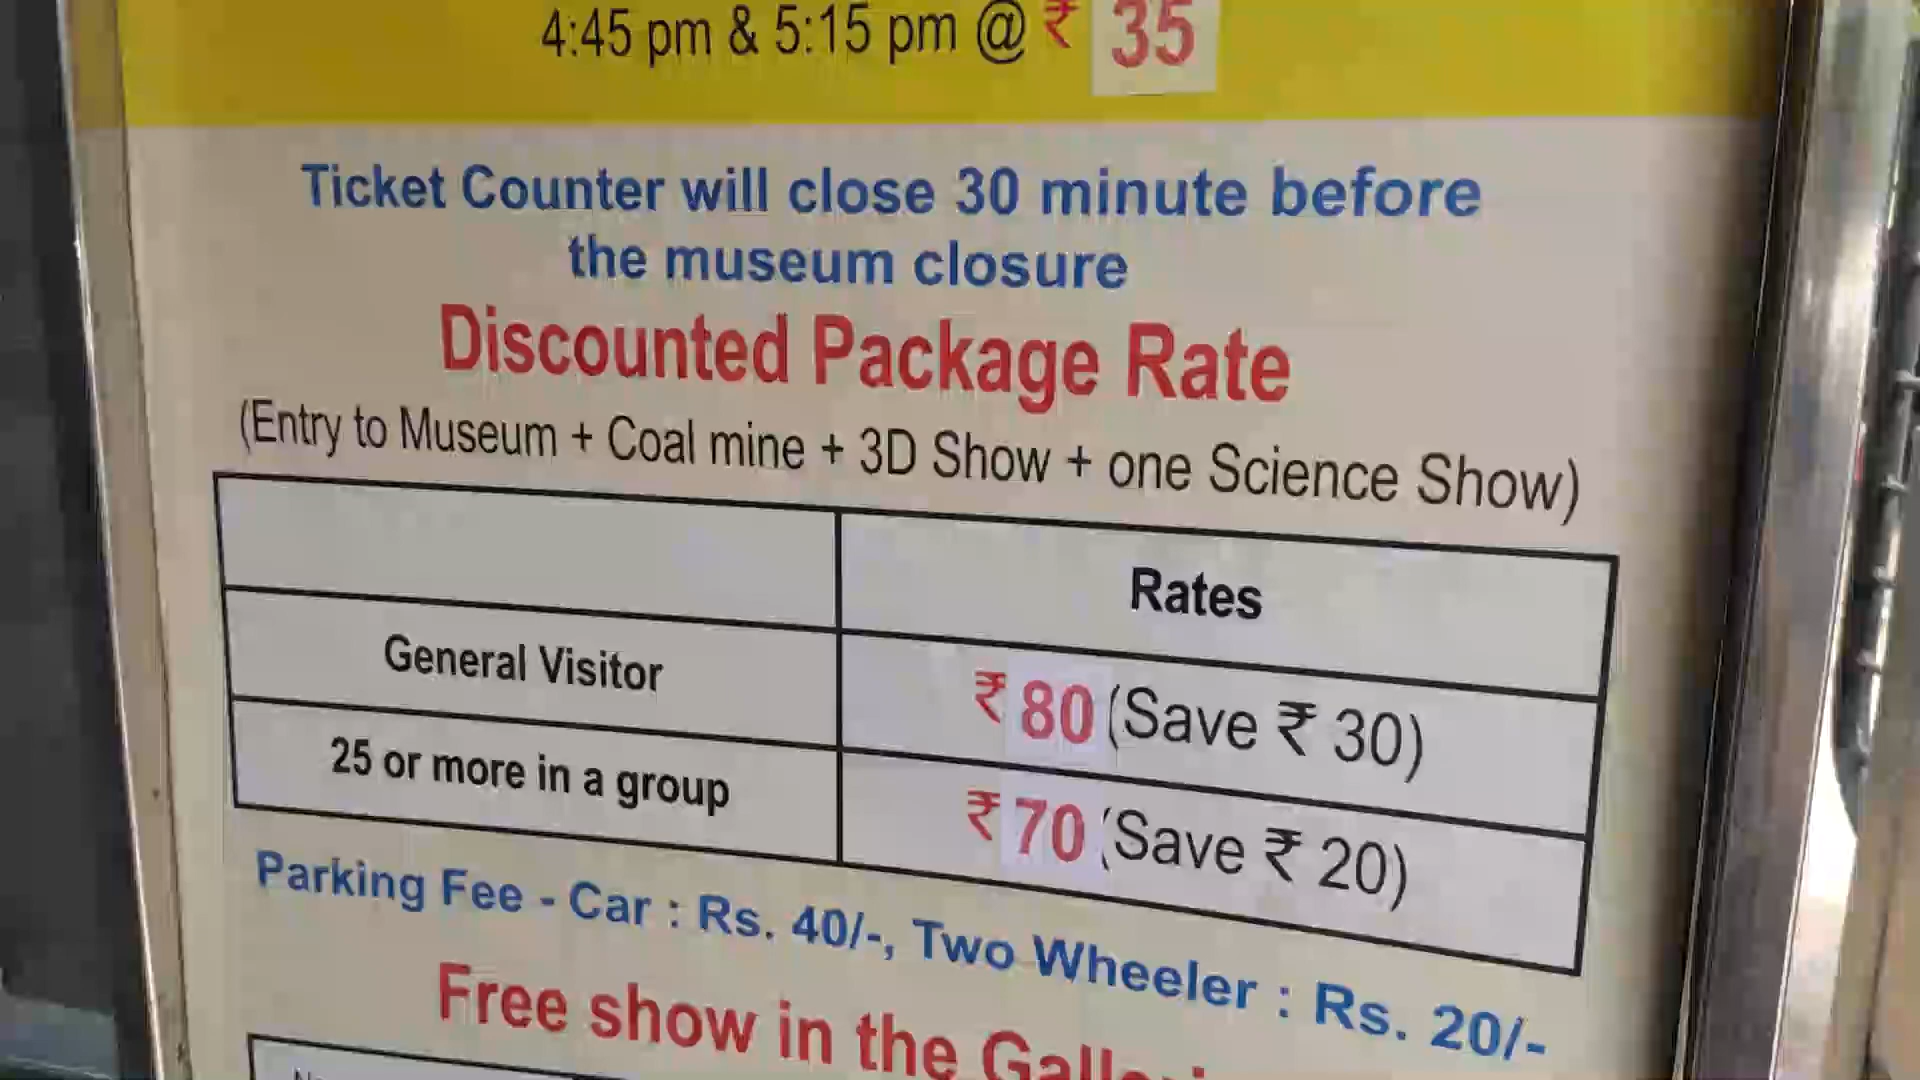 4:45 pm & 5:15 pm @ ₹ 35
Ticket Counter will close 30 minute before
the museum closure
Discounted Package Rate
(Entry to Museum + Coal mine + 3D Show + one Science Show)
Rates
General Visitor ₹ 80 (Save ₹ 30)
25 or more in a group ₹ 70 (Save ₹ 20)
Parking Fee - Car : Rs. 40/-, Two Wheeler : Rs. 20/-
Free show in the